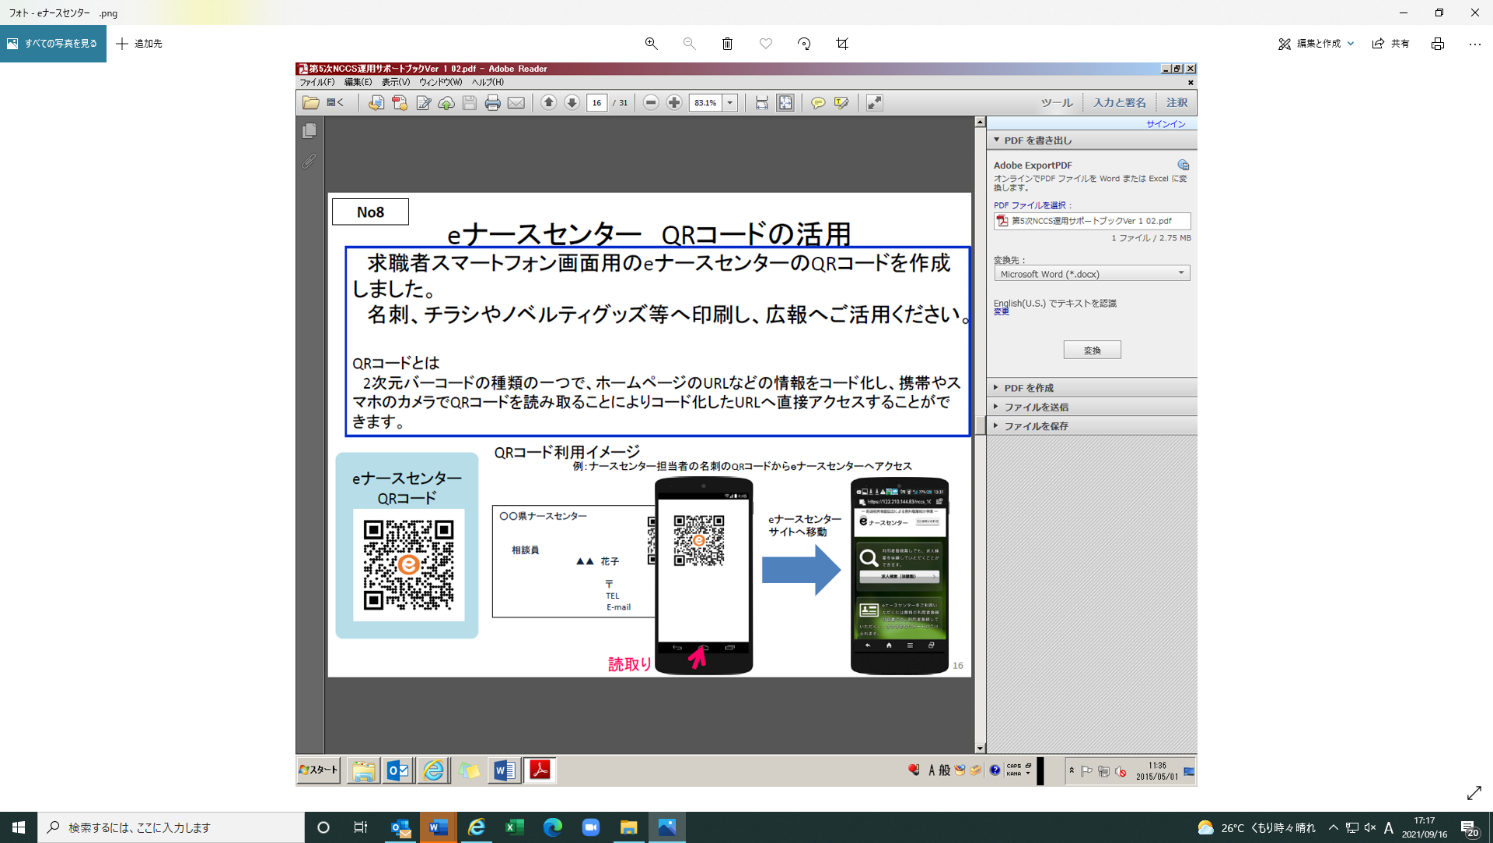 フォト - eナースセンター .png
すべての写真を見る
追加先
編集と作成
共有
第5次NCCS運用サポートブックVer 1 02.pdf - Adobe Reader
ファイル(F) 編集(E) 表示(V) ウィンドウ(W) ヘルプ(H)
開く
16 / 31
83.1%
ツール
入力と署名
注釈
サインイン
PDF を書き出し
Adobe ExportPDF
オンラインでPDF ファイルを Word または Excel に変
換します。
PDF ファイルを選択 :
第5次NCCS運用サポートブックVer 1 02.pdf
1 ファイル / 2.75 MB
変換先 :
Microsoft Word (*.docx)
English(U.S.) でテキストを認識
変更
変換
PDF を作成
ファイルを送信
ファイルを保存
No8
eナースセンター QRコードの活用
求職者スマートフォン画面用のeナースセンターのQRコードを作成
しました。
名刺、チラシやノベルティグッズ等へ印刷し、広報へご活用ください。
QRコードとは
2次元バーコードの種類の一つで、ホームページのURLなどの情報をコード化し、携帯やス
マホのカメラでQRコードを読み取ることによりコード化したURLへ直接アクセスすることがで
きます。
QRコード利用イメージ
例：ナースセンター担当者の名刺のQRコードからeナースセンターへアクセス
eナースセンター
QRコード
〇〇県ナースセンター
相談員
▲▲ 花子
〒
TEL
E-mail
読取り
eナースセンター
サイトへ移動
eナースセンター
16
スタート
A 般
CAPS
KANA
11:36
2015/05/01
検索するには、ここに入力します
26°C くもり時々晴れ
A
17:17
2021/09/16
20